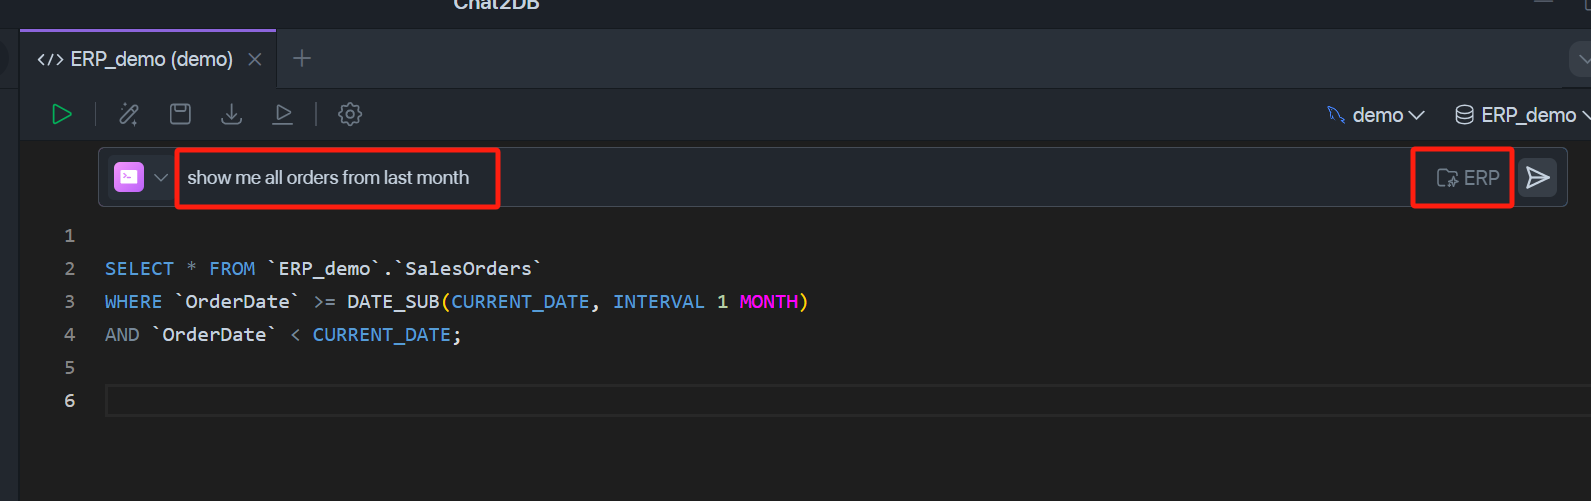 Chat2DB
</> ERP_demo (demo)
demo
ERP_demo
show me all orders from last month
ERP
1
2 SELECT * FROM `ERP_demo`.`SalesOrders`
3 WHERE `OrderDate` >= DATE_SUB(CURRENT_DATE, INTERVAL 1 MONTH)
4 AND `OrderDate` < CURRENT_DATE;
5
6